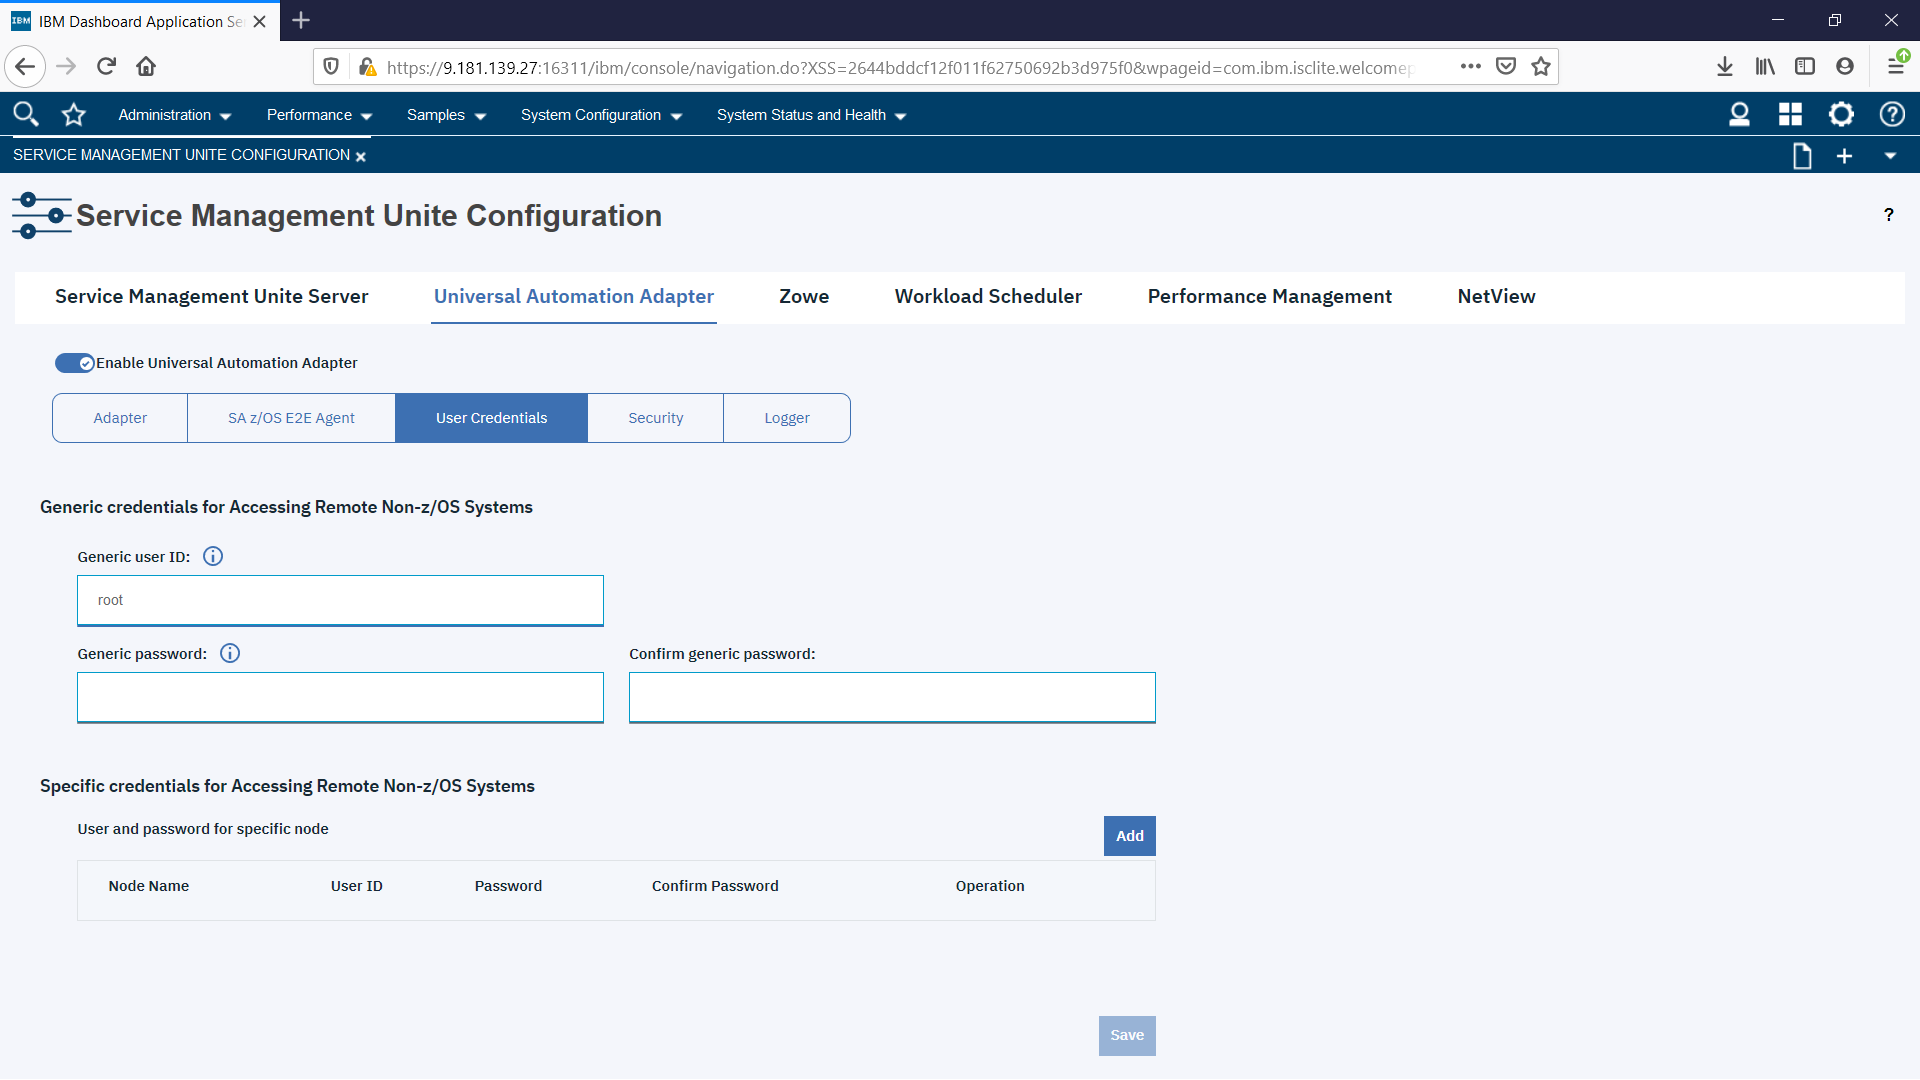 IBM IBM Dashboard Application Se
https://9.181.139.27:16311/ibm/console/navigation.do?XSS=2644bddcf12f011f62750692b3d975f0&wpageid=com.ibm.isclite.welcomep
Administration Performance Samples System Configuration System Status and Health
SERVICE MANAGEMENT UNITE CONFIGURATION
Service Management Unite Configuration ?
Service Management Unite Server Universal Automation Adapter Zowe Workload Scheduler Performance Management NetView
Enable Universal Automation Adapter
Adapter SA z/OS E2E Agent User Credentials Security Logger
Generic credentials for Accessing Remote Non-z/OS Systems
Generic user ID:
root
Generic password: Confirm generic password:
Specific credentials for Accessing Remote Non-z/OS Systems
User and password for specific node
Add
Node Name User ID Password Confirm Password Operation
Save